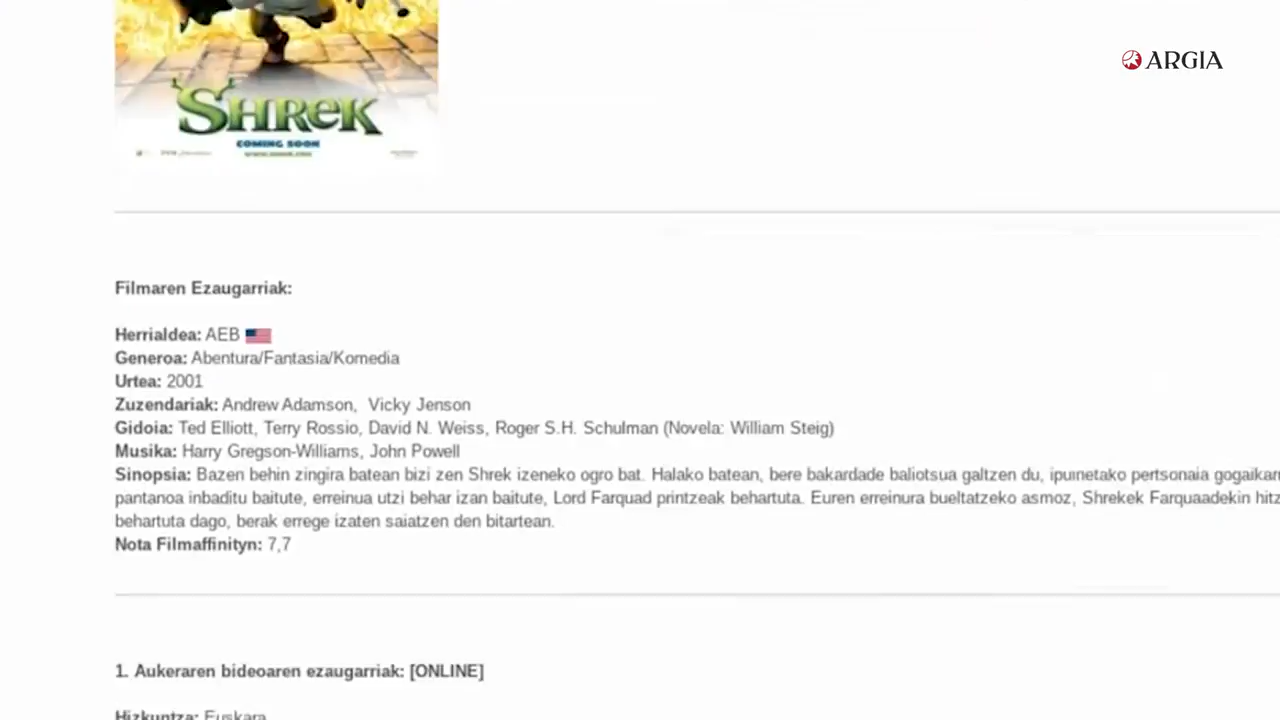 ARGIA
SHREK
COMING SOON
Filmaren Ezaugarriak:
Herrialdea: AEB
Generoa: Abentura/Fantasia/Komedia
Urtea: 2001
Zuzendariak: Andrew Adamson,  Vicky Jenson
Gidoia: Ted Elliott, Terry Rossio, David N. Weiss, Roger S.H. Schulman (Novela: William Steig)
Musika: Harry Gregson-Williams, John Powell
Sinopsia: Bazen behin zingira batean bizi zen Shrek izeneko ogro bat. Halako batean, bere bakardade baliotsua galtzen du, ipuinetako pertsonaia
pantanoa inbaditu baitute, erreinua utzi behar izan baitute, Lord Farquad printzeak behartuta. Euren erreinura bueltatzeko asmoz, Shrekek Farquaadekin
behartuta dago, berak errege izaten saiatzen den bitartean.
Nota Filmaffinityn: 7,7
1. Aukeraren bideoaren ezaugarriak: [ONLINE]
Hizkuntza: Euskara